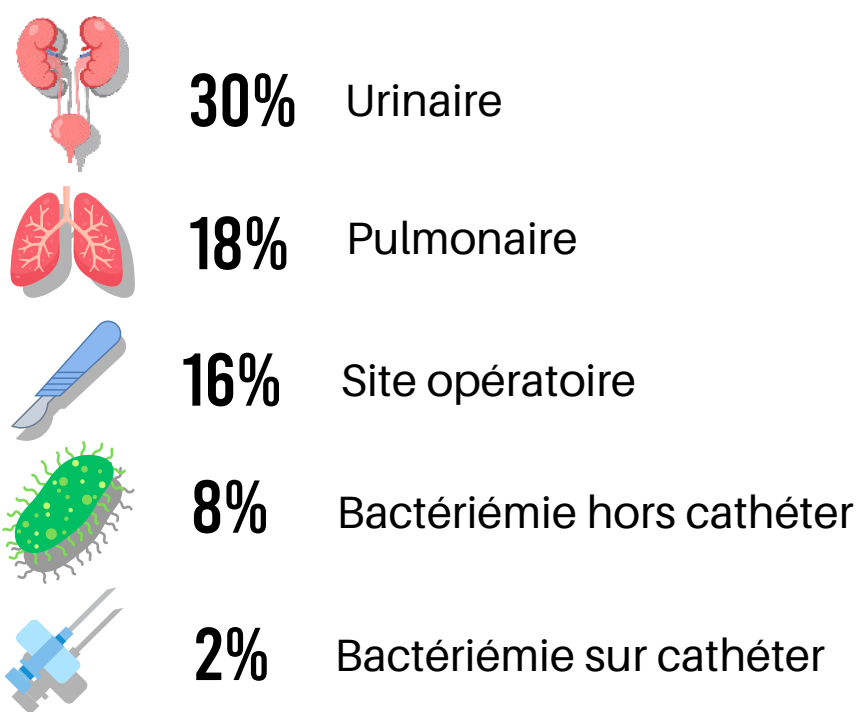 30% Urinaire
18% Pulmonaire
16% Site opératoire
8% Bactériémie hors cathéter
2% Bactériémie sur cathéter